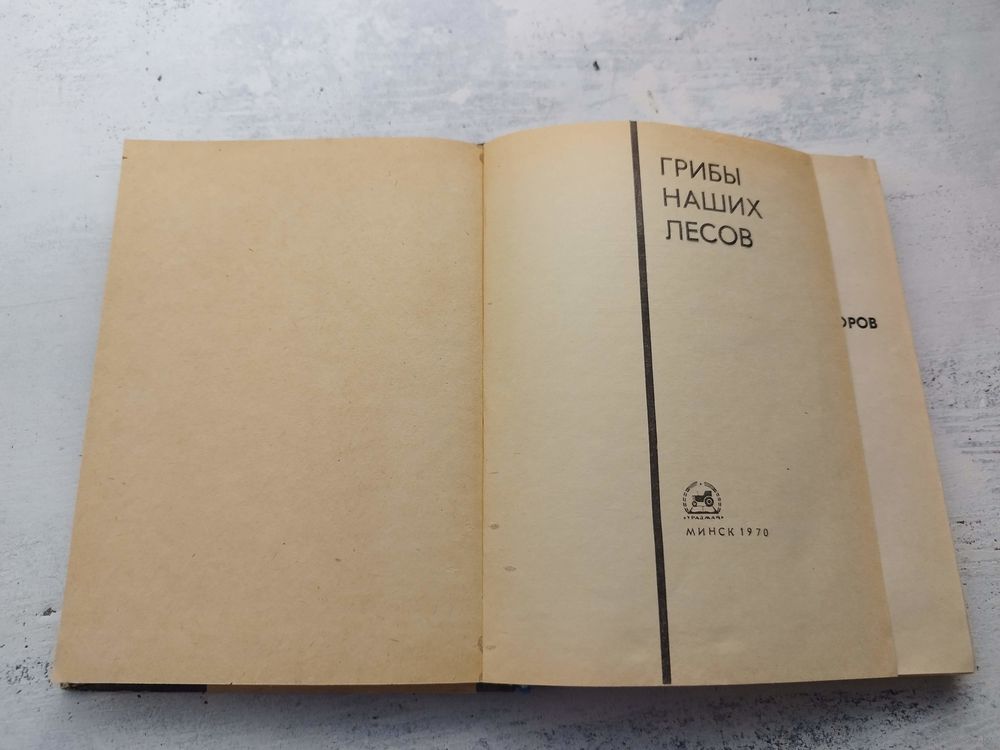 ГРИБЫ
НАШИХ
ЛЕСОВ
ОРОВ
«УРАДЖАЙ»
МИНСК 1970